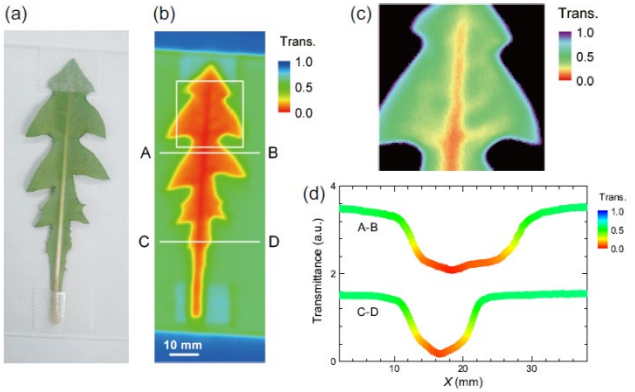 (a)
(b)
Trans.
1.0
0.5
0.0
A
B
C
D
10 mm
(c)
Trans.
1.0
0.5
0.0
(d)
Trans.
1.0
0.5
0.0
A-B
C-D
Transmittance (a.u.)
4
2
0
0
10
20
30
X (mm)